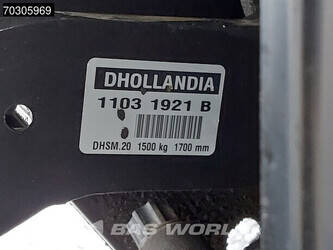 70305969
DHOLLANDIA
1103 1921 B
DHSM.20 1500 kg 1700 mm
BAS WORLD